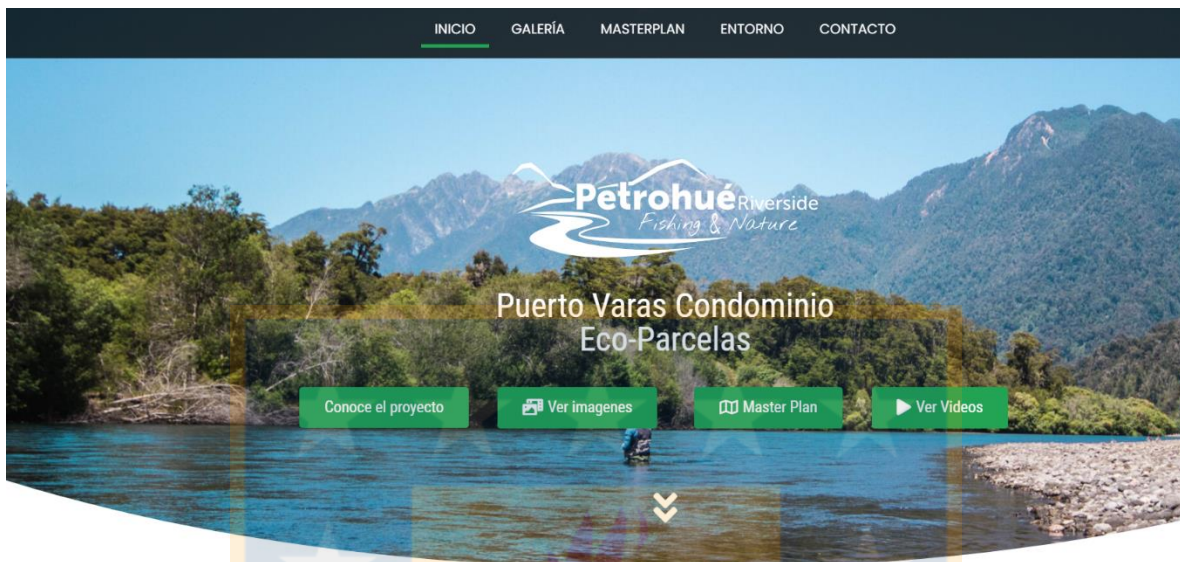 INICIO GALERÍA MASTERPLAN ENTORNO CONTACTO
Petrohué Riverside
Fishing & Nature
Puerto Varas Condominio
Eco-Parcelas
Conoce el proyecto Ver imagenes Master Plan Ver Videos